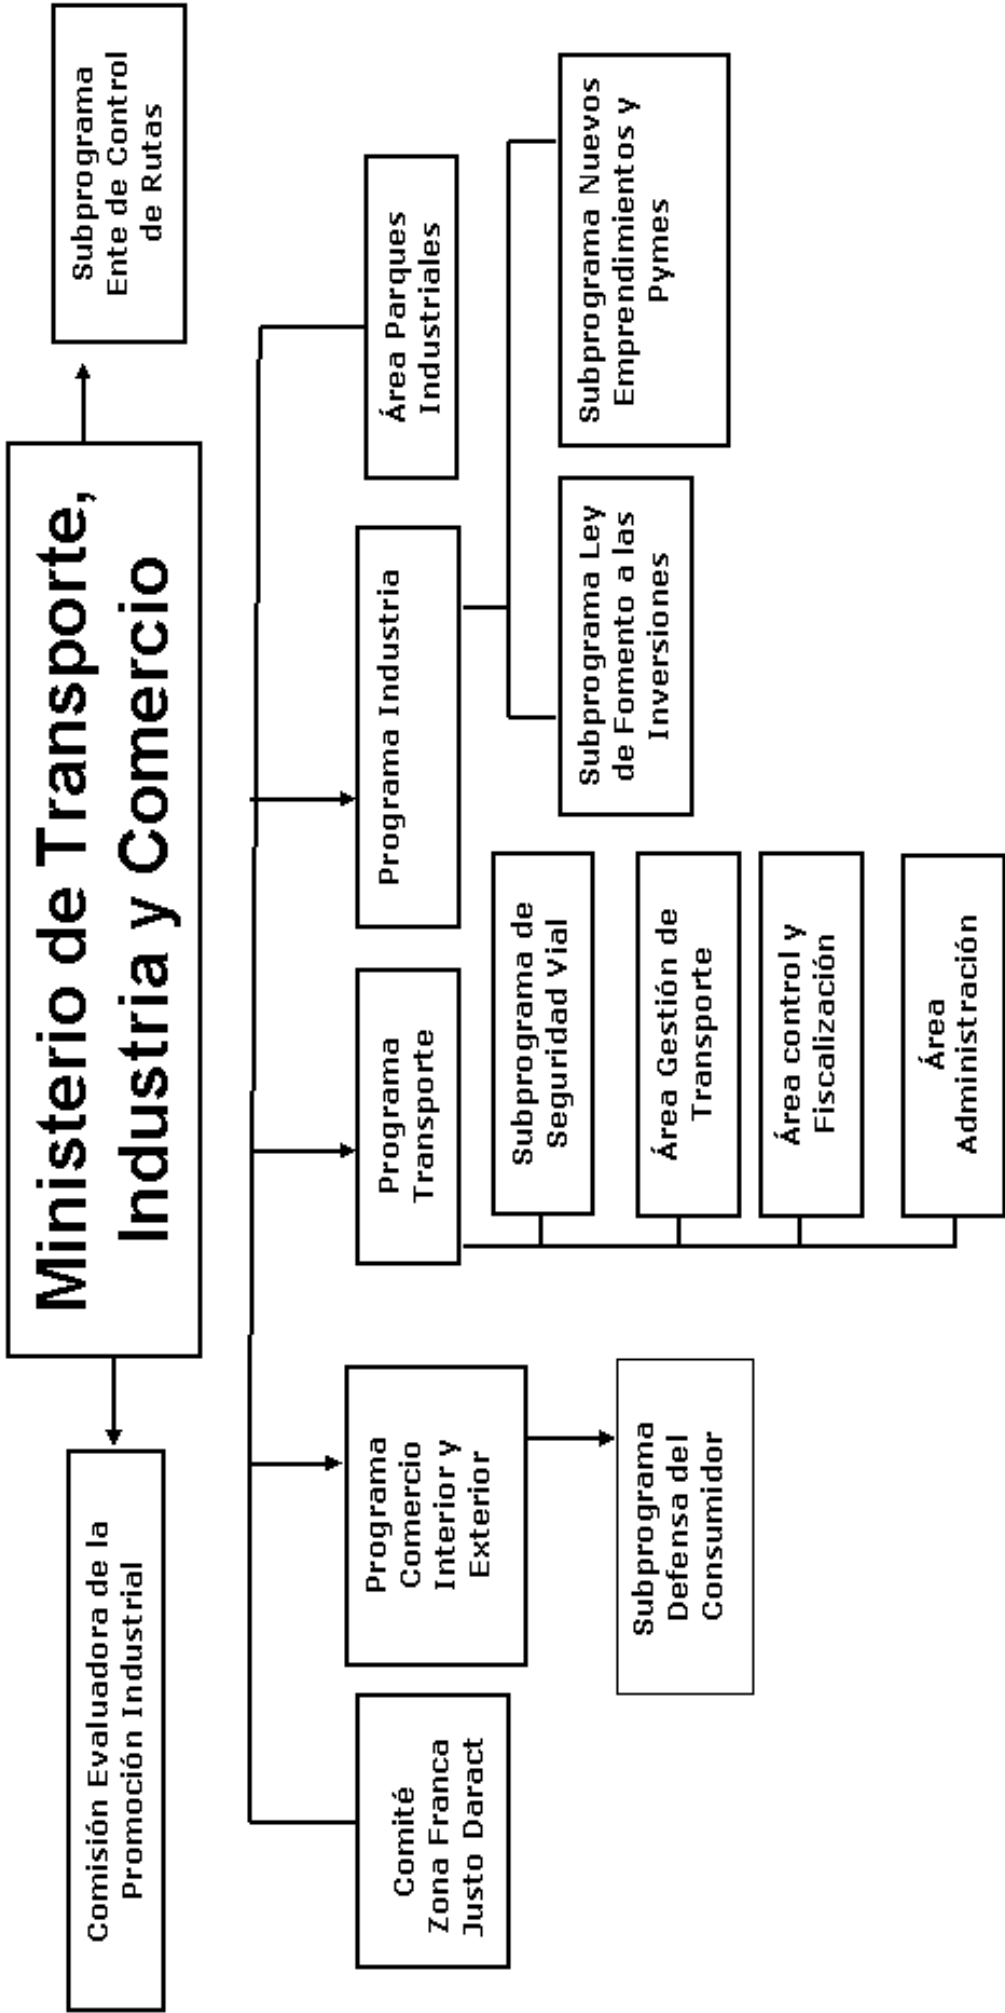 Ministerio de Transporte,
Industria y Comercio
Comisión Evaluadora de la
Promoción Industrial
Subprograma
Ente de Control
de Rutas
Comité
Zona Franca
Justo Daract
Programa
Comercio
Interior y
Exterior
Programa
Transporte
Programa Industria
Área Parques
Industriales
Subprograma
Defensa del
Consumidor
Subprograma de
Seguridad Vial
Área Gestión de
Transporte
Área control y
Fiscalización
Área
Administración
Subprograma Ley
de Fomento a las
Inversiones
Subprograma Nuevos
Emprendimientos y
Pymes